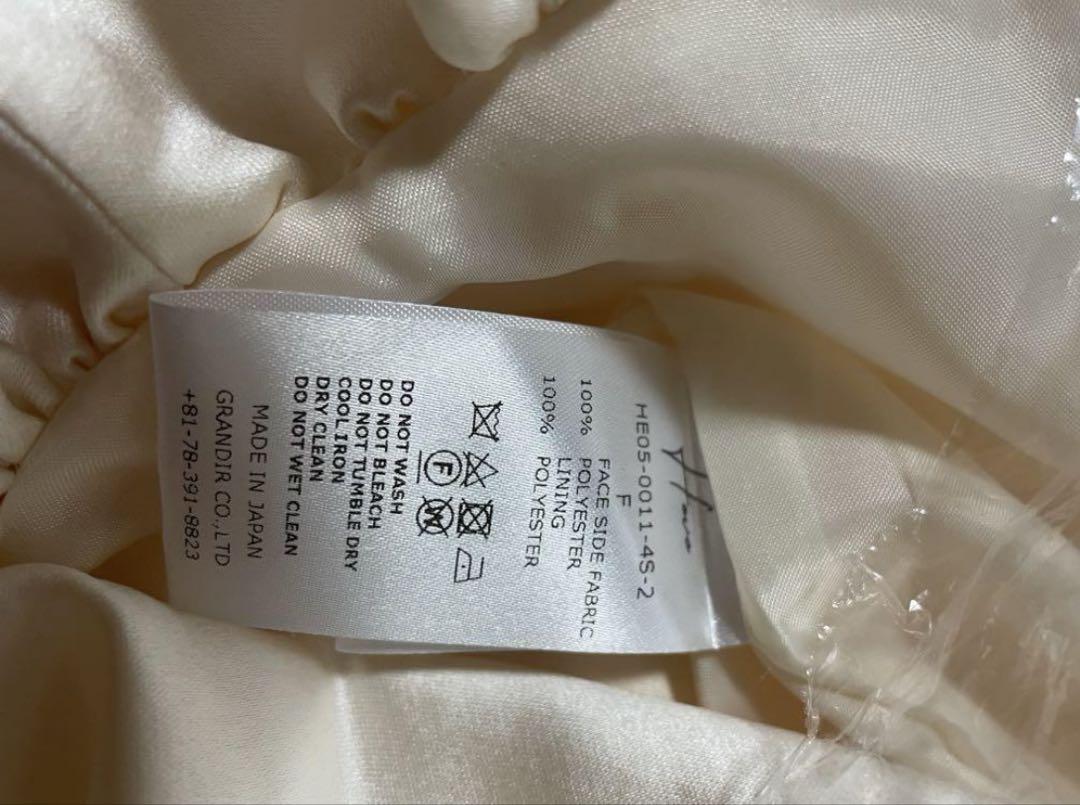 HE05-0011-4S-2
F
FACE SIDE FABRIC
100% POLYESTER
LINING
100% POLYESTER
F W
DO NOT WASH
DO NOT BLEACH
DO NOT TUMBLE DRY
COOL IRON
DRY CLEAN
DO NOT WET CLEAN
MADE IN JAPAN
GRANDIR CO.,LTD
+81-78-391-8823